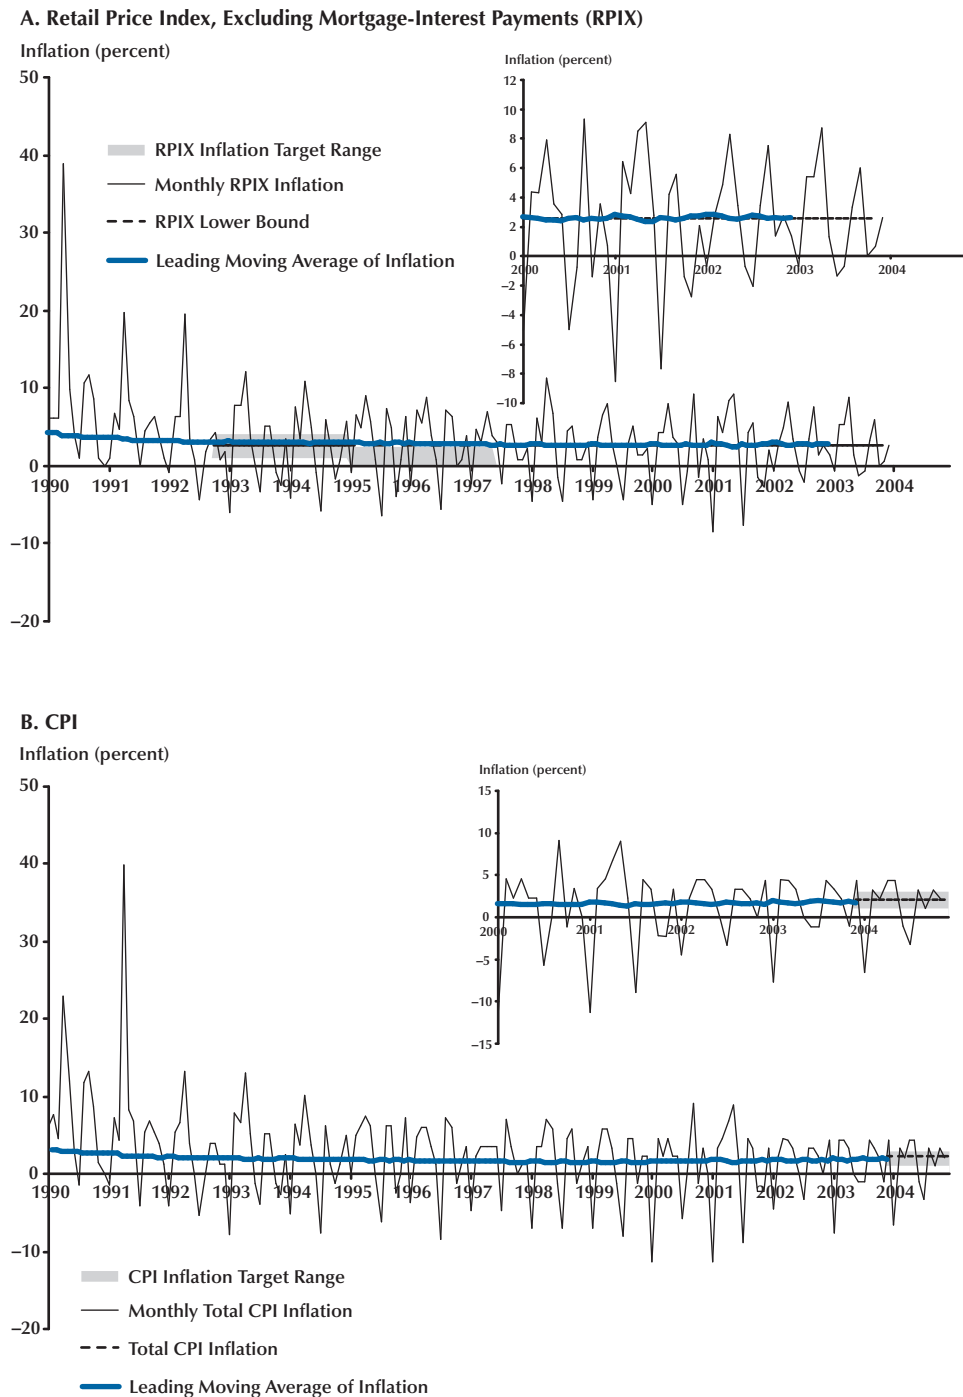 A. Retail Price Index, Excluding Mortgage-Interest Payments (RPIX)
Inflation (percent)
50
40
30
20
10
0
–10
–20
1990 1991 1992 1993 1994 1995 1996 1997 1998 1999 2000 2001 2002 2003 2004
RPIX Inflation Target Range
Monthly RPIX Inflation
RPIX Lower Bound
Leading Moving Average of Inflation
Inflation (percent)
12
10
8
6
4
2
0
–2
–4
–6
–8
–10
2000 2001 2002 2003 2004
B. CPI
Inflation (percent)
50
40
30
20
10
0
–10
–20
1990 1991 1992 1993 1994 1995 1996 1997 1998 1999 2000 2001 2002 2003 2004
Inflation (percent)
15
10
5
0
–5
–10
–15
2000 2001 2002 2003 2004
CPI Inflation Target Range
Monthly Total CPI Inflation
Total CPI Inflation
Leading Moving Average of Inflation